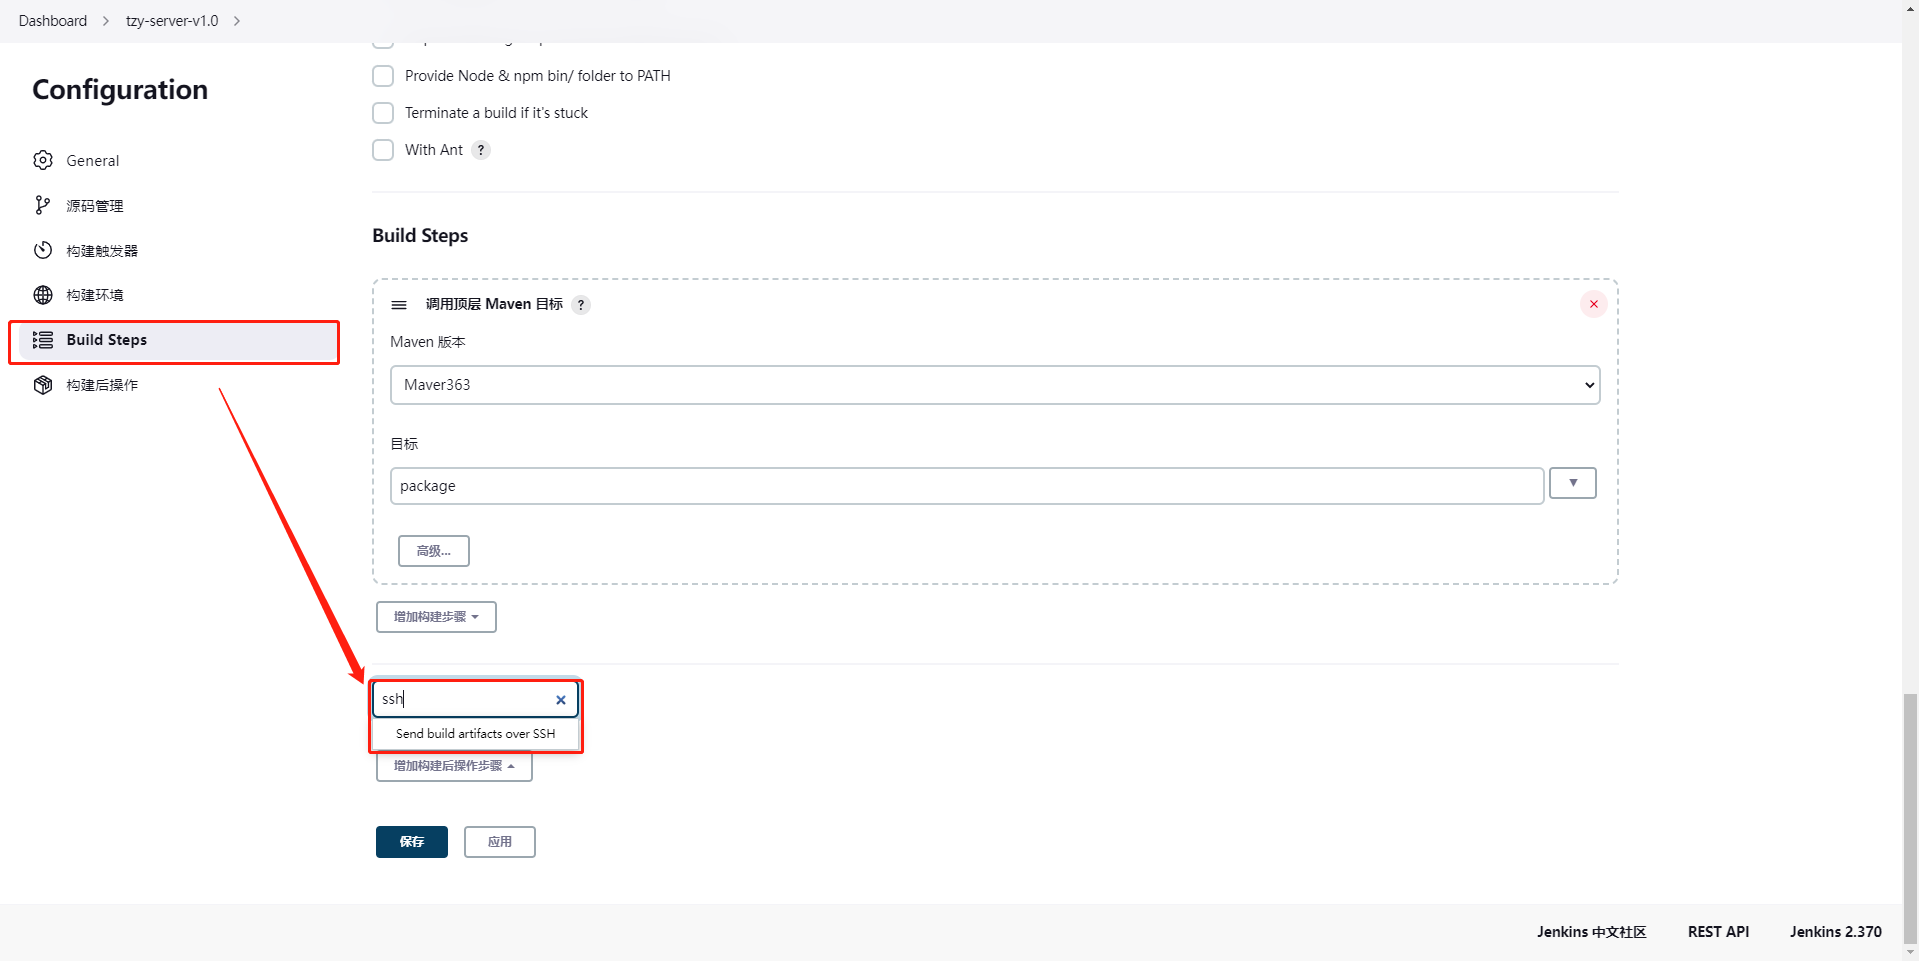 Dashboard
tzy-server-v1.0
Configuration
General
源码管理
构建触发器
构建环境
Build Steps
构建后操作
Provide Node & npm bin/ folder to PATH
Terminate a build if it's stuck
With Ant ?
Build Steps
调用顶层 Maven 目标 ?
Maven 版本
Maver363
目标
package
高级...
增加构建步骤
ssh
Send build artifacts over SSH
增加构建后操作步骤
保存
应用
Jenkins 中文社区
REST API
Jenkins 2.370